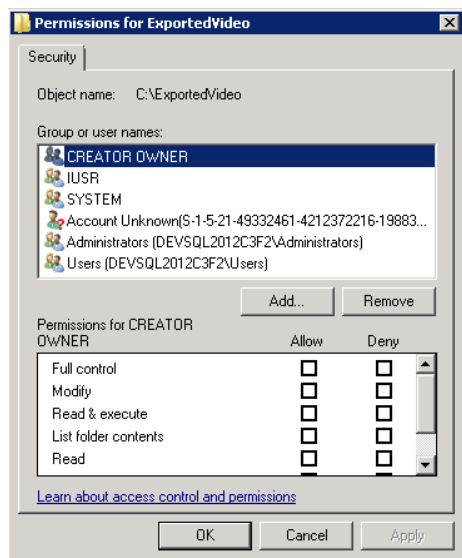 Permissions for ExportedVideo
Security
Object name: C:\ExportedVideo
Group or user names:
CREATOR OWNER
IUSR
SYSTEM
Account Unknown(S-1-5-21-49332461-4212372216-19883...
Administrators (DEVSQL2012C3F2\Administrators)
Users (DEVSQL2012C3F2\Users)
Add... Remove
Permissions for CREATOR
OWNER Allow Deny
Full control
Modify
Read & execute
List folder contents
Read
Learn about access control and permissions
OK Cancel Apply